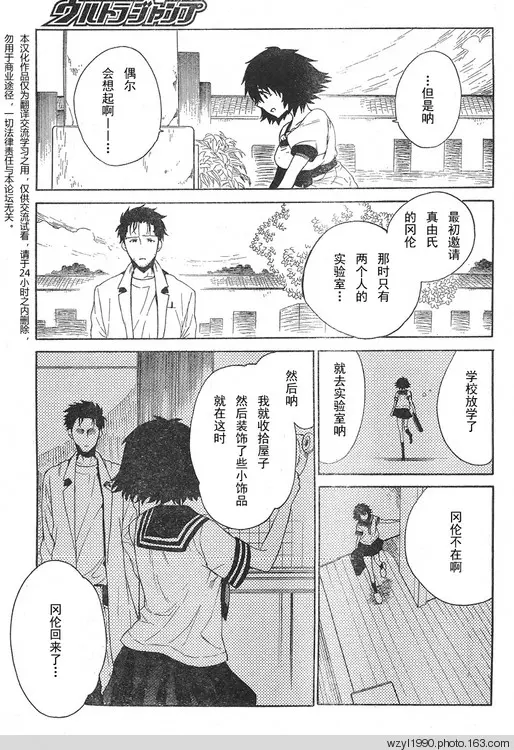 ウルトラジャンプ
本汉化作品仅为翻译交流学习之用，仅供交流试看，请于24小时之内删除，
勿用于商业途径，一切法律责任与本论坛无关。
…但是呐
偶尔
会想起啊——…
最初邀请
真由氏
的冈伦
那时只有
两个人的
实验室…
学校放学了
就去实验室呐
冈伦不在啊
然后呐
我就收拾屋子
然后装饰了些小饰品
就在这时
冈伦回来了…
http://wzyl1990.photo.163.com/